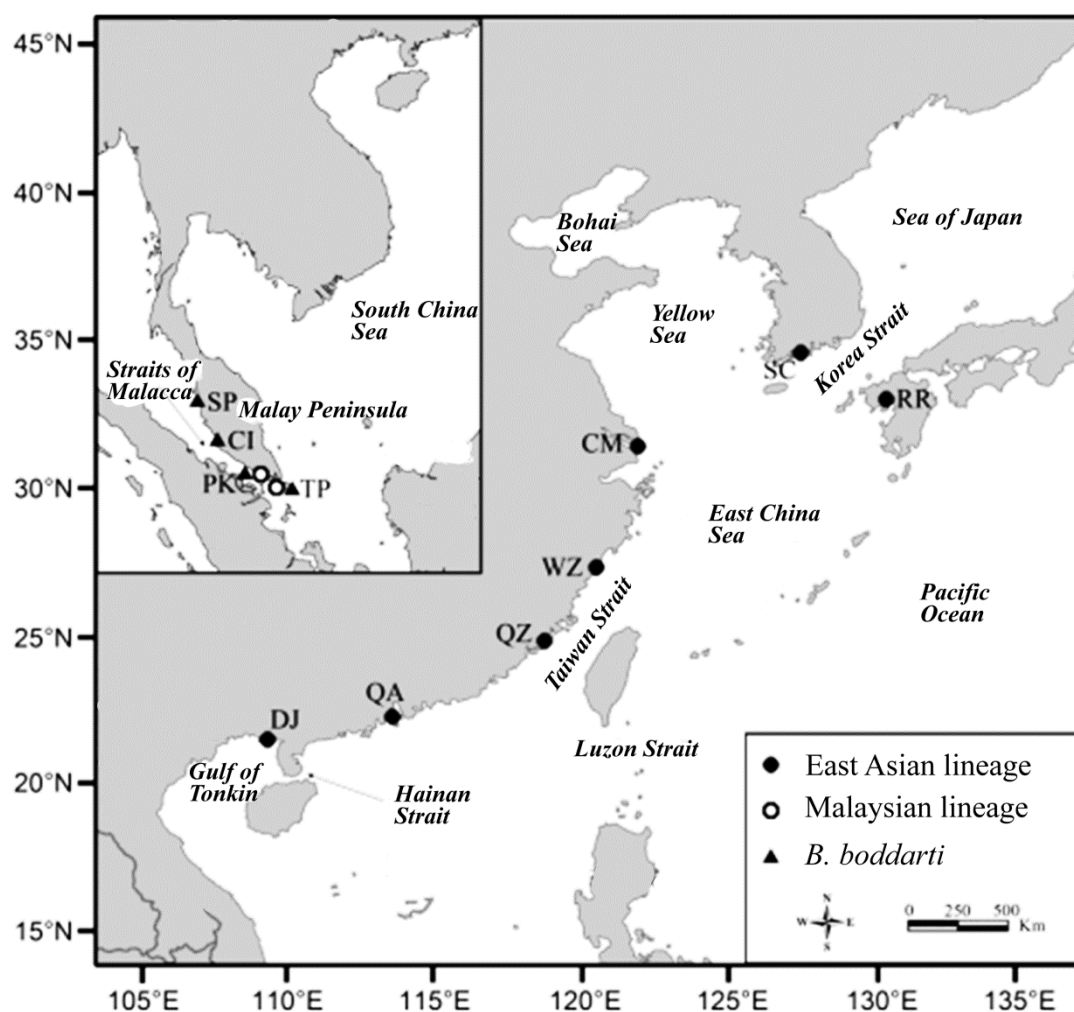 45°N
40°N
35°N
30°N
25°N
20°N
15°N
105°E
110°E
115°E
120°E
125°E
130°E
135°E
South China
Sea
Straits of
Malacca
SP
Malay Peninsula
CI
PK
TP
Bohai
Sea
Sea of Japan
Yellow
Sea
SC
Korea Strait
RR
CM
East China
Sea
WZ
Taiwan Strait
Pacific
Ocean
QZ
QA
DJ
Gulf of
Tonkin
Hainan
Strait
Luzon Strait
East Asian lineage
Malaysian lineage
B. boddarti
N
W
E
S
0 250 500
Km